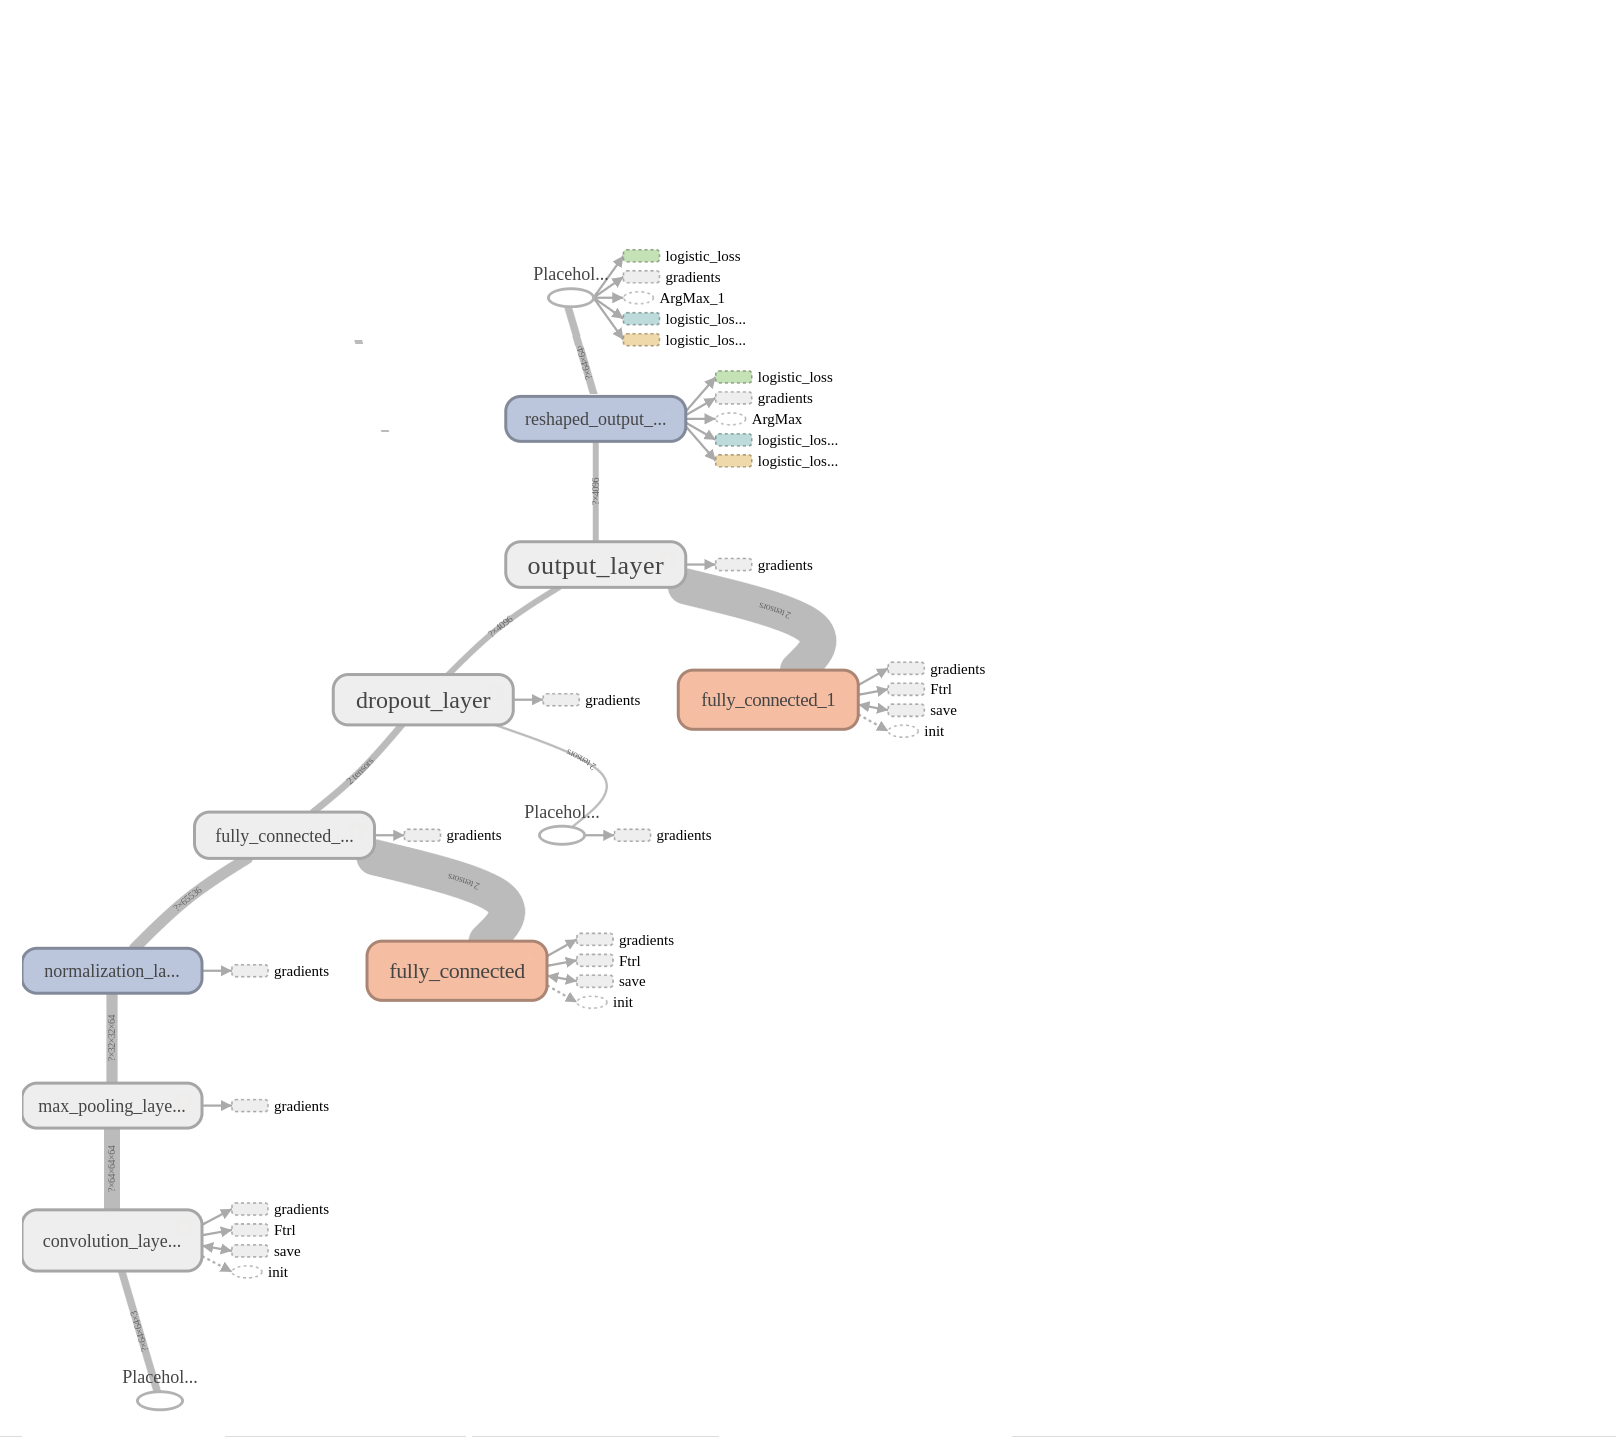 logistic_loss
Placehol...
gradients
ArgMax_1
logistic_los...
logistic_los...
?×64×64
logistic_loss
gradients
reshaped_output_...
ArgMax
logistic_los...
logistic_los...
?×4096
output_layer
gradients
2 tensors
?×4096
gradients
dropout_layer
gradients
fully_connected_1
Ftrl
save
init
2 tensors
2 tensors
Placehol...
fully_connected_...
gradients
gradients
2 tensors
?×65536
gradients
Ftrl
normalization_la...
gradients
fully_connected
save
init
?×32×32×64
max_pooling_laye...
gradients
?×64×64×64
gradients
Ftrl
convolution_laye...
save
init
?×64×64×3
Placehol...